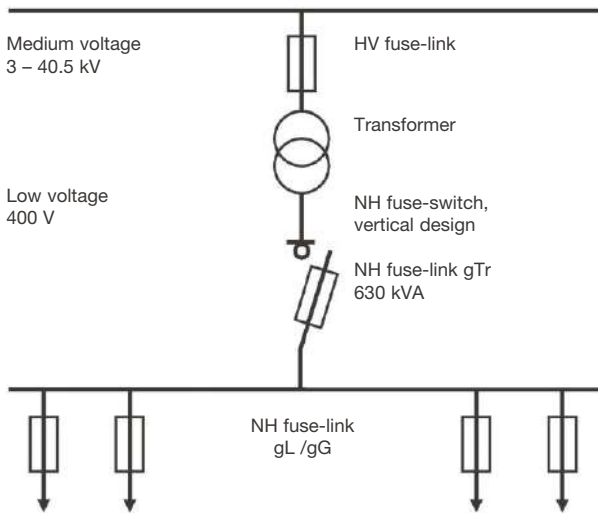 Medium voltage
3 – 40.5 kV
HV fuse-link
Transformer
Low voltage
400 V
NH fuse-switch,
vertical design
NH fuse-link gTr
630 kVA
NH fuse-link
gL /gG